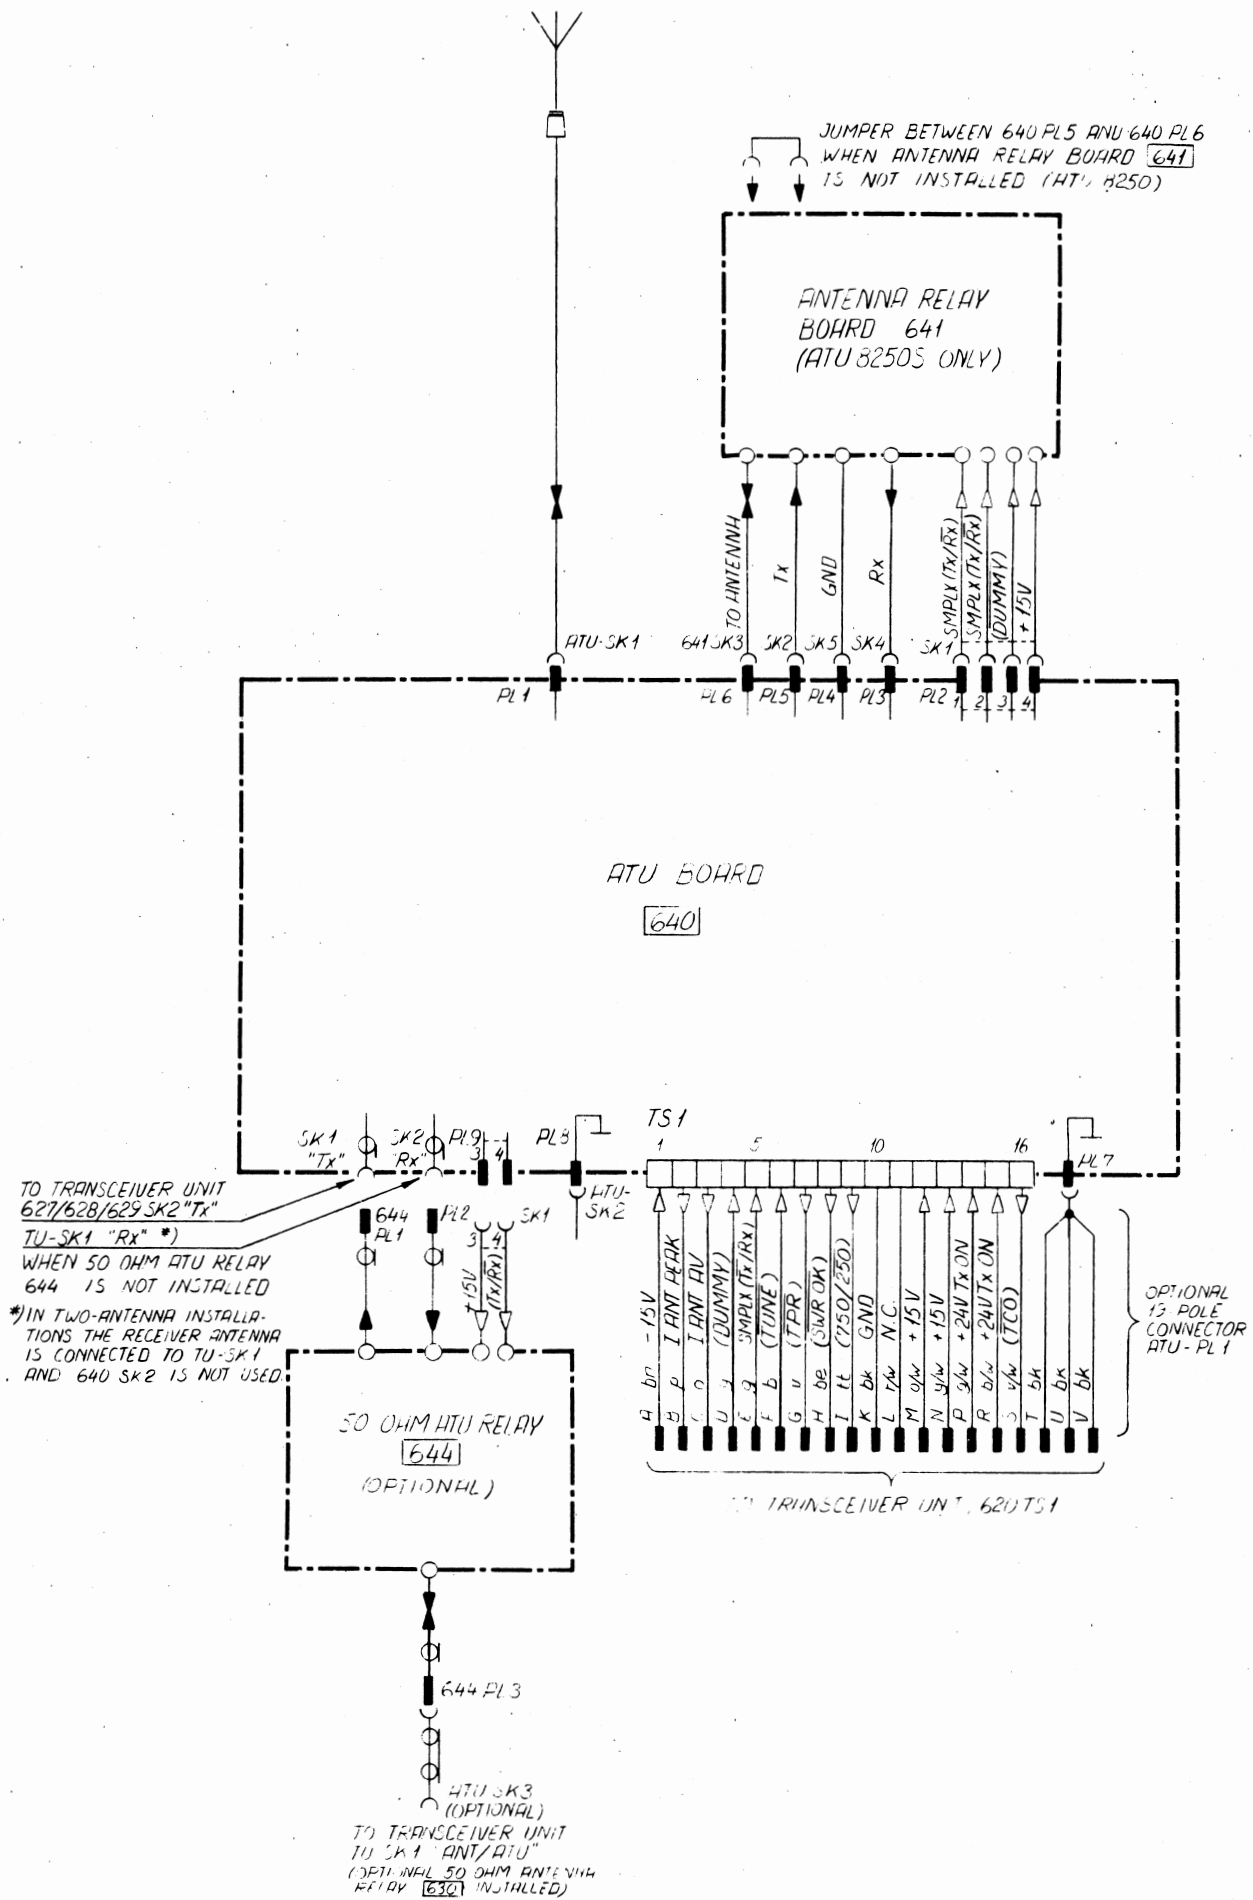 JUMPER BETWEEN 640 PL5 AND 640 PL6
WHEN ANTENNA RELAY BOARD 641
IS NOT INSTALLED (ATU 8250)
ANTENNA RELAY
BOARD 641
(ATU 8250S ONLY)
TO ANTENNA
Tx
GND
Rx
SMPLX (Tx/Rx)
SMPLX (Tx/Rx)
(DUMMY)
+15V
ATU-SK1
641 SK3
SK2
SK5
SK4
SK1
PL1
PL6
PL5
PL4
PL3
PL2
1
2
3
4
ATU BOARD
640
SK1
"Tx"
SK2
"Rx"
PL9
3
4
PL8
TS1
1
5
10
16
PL7
ATU-
SK2
TO TRANSCEIVER UNIT
627/628/629 SK2 "Tx"
TU-SK1 "Rx" *)
WHEN 50 OHM ATU RELAY
644 IS NOT INSTALLED
*) IN TWO-ANTENNA INSTALLA-
TIONS THE RECEIVER ANTENNA
IS CONNECTED TO TU-SK1
AND 640 SK2 IS NOT USED.
644
PL1
PL2
SK1
3
4
+15V
(Tx/Rx)
A bn -15V
B p I ANT PEAK
o I ANT AV
g (DUMMY)
E g SMPLX (Tx/Rx)
F b (TUNE)
G (TPR)
H be (SWR OK)
I tt (750/250)
K bk GND
L r/w N.C.
M o/w +15V
N g/w +15V
P g/w +24V Tx ON
R b/w +24V Tx ON
S v/w (TCO)
T bk
U bk
V bk
OPTIONAL
19 POLE
CONNECTOR
ATU-PL1
TO TRANSCEIVER UNIT, 620 TS1
50 OHM ATU RELAY
644
(OPTIONAL)
644 PL3
ATU SK3
(OPTIONAL)
TO TRANSCEIVER UNIT
TU SK1 "ANT/ATU"
(OPTIONAL 50 OHM ANTENNA
RELAY 630 INSTALLED)